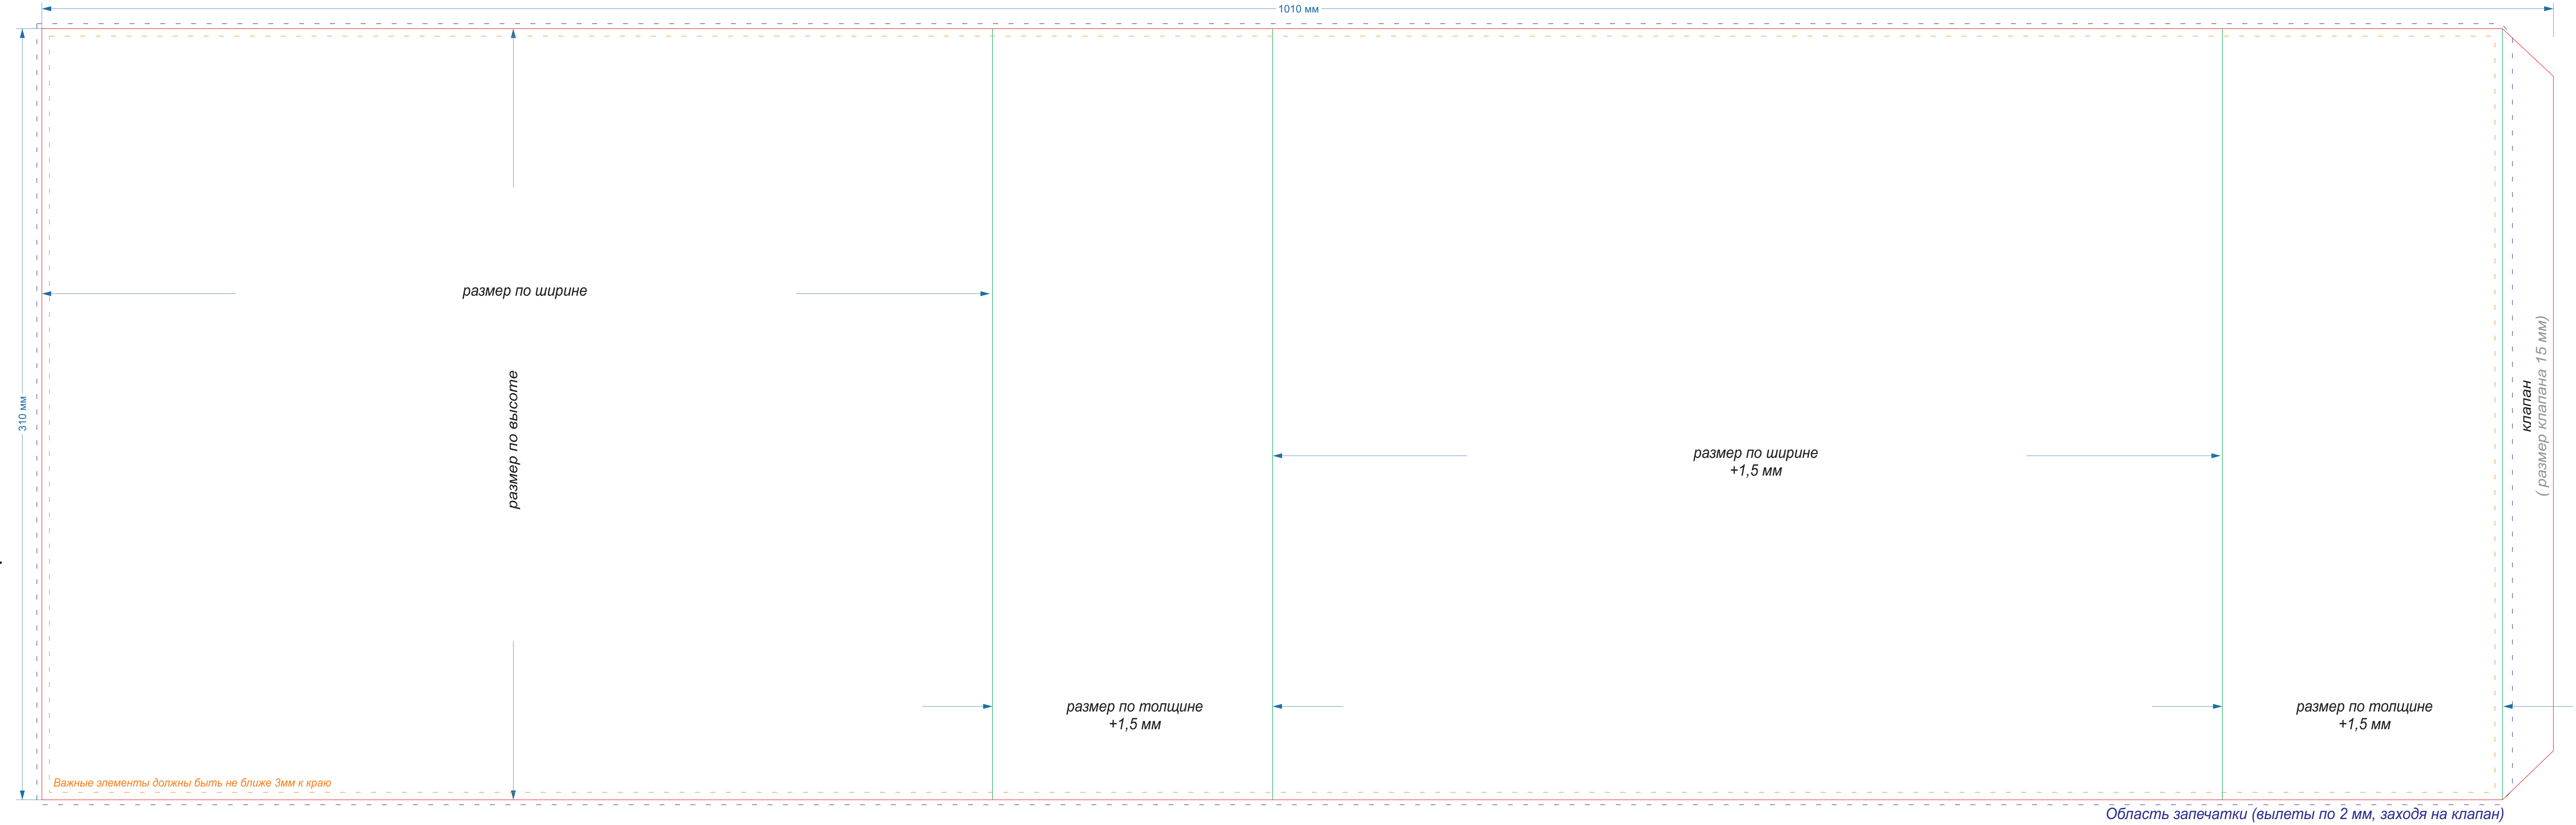 1010 мм
310 мм
размер по ширине
размер по высоте
размер по ширине
+1,5 мм
клапан
( размер клапана 15 мм)
размер по толщине
+1,5 мм
размер по толщине
+1,5 мм
Важные элементы должны быть не ближе 3мм к краю
Область запечатки (вылеты по 2 мм, заходя на клапан)